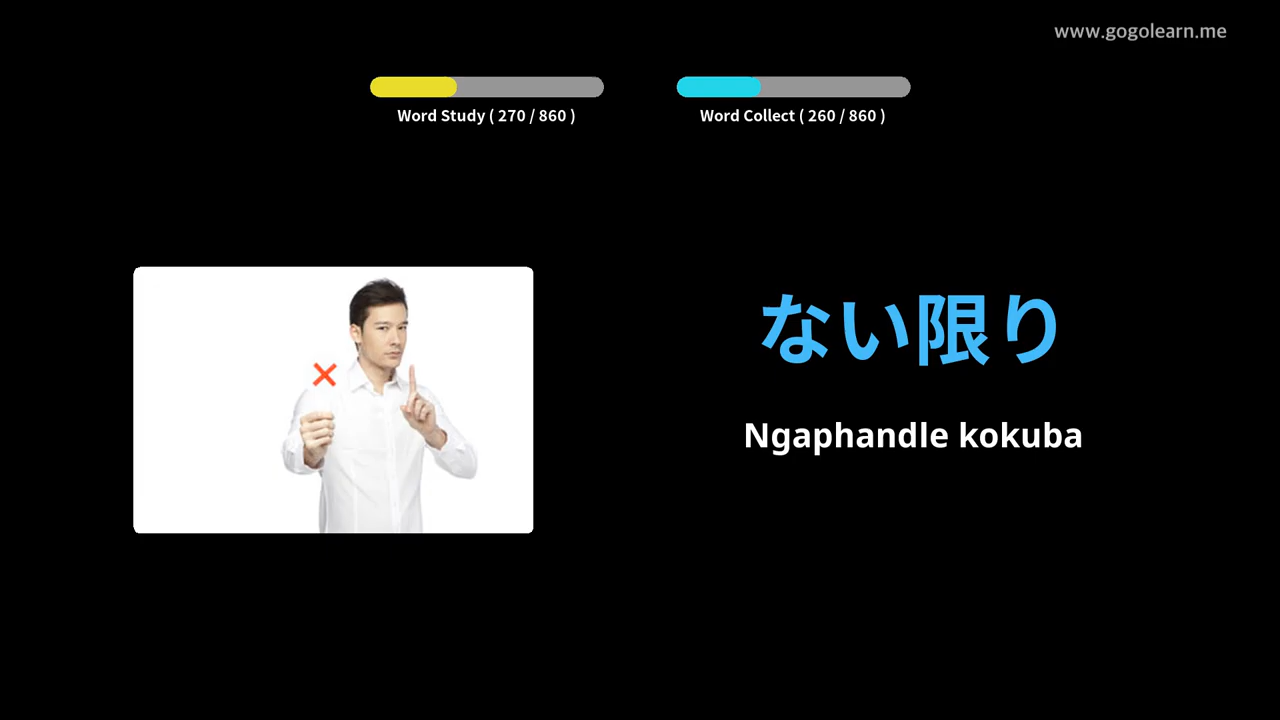 www.gogolearn.me
Word Study ( 270 / 860 )
Word Collect ( 260 / 860 )
ない限り
Ngaphandle kokuba